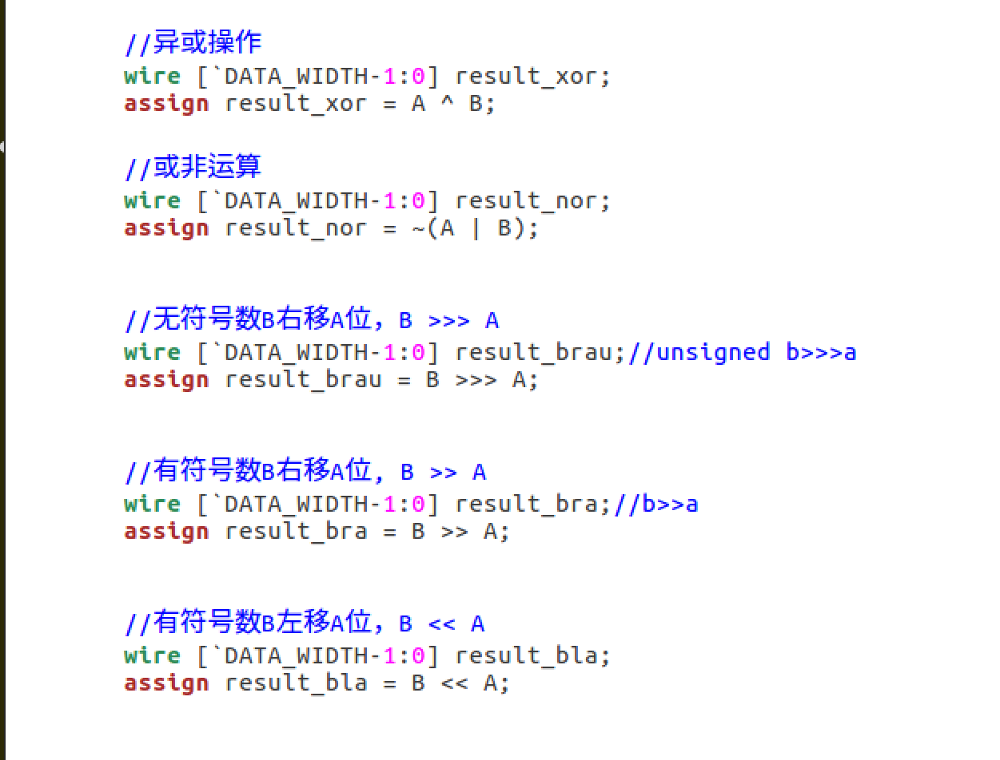 //异或操作
wire [`DATA_WIDTH-1:0] result_xor;
assign result_xor = A ^ B;
//或非运算
wire [`DATA_WIDTH-1:0] result_nor;
assign result_nor = ~(A | B);
//无符号数B右移A位，B >>> A
wire [`DATA_WIDTH-1:0] result_brau;//unsigned b>>>a
assign result_brau = B >>> A;
//有符号数B右移A位, B >> A
wire [`DATA_WIDTH-1:0] result_bra;//b>>a
assign result_bra = B >> A;
//有符号数B左移A位，B << A
wire [`DATA_WIDTH-1:0] result_bla;
assign result_bla = B << A;